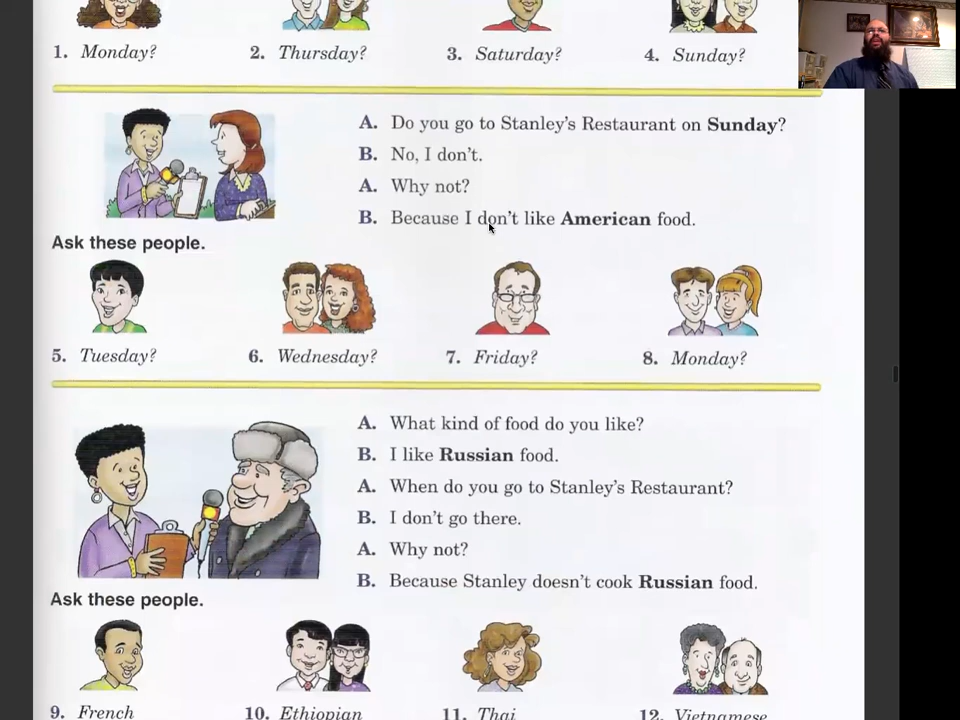 1. Monday?
2. Thursday?
3. Saturday?
4. Sunday?
A. Do you go to Stanley's Restaurant on Sunday?
B. No, I don't.
A. Why not?
B. Because I don't like American food.
Ask these people.
5. Tuesday?
6. Wednesday?
7. Friday?
8. Monday?
A. What kind of food do you like?
B. I like Russian food.
A. When do you go to Stanley's Restaurant?
B. I don't go there.
A. Why not?
B. Because Stanley doesn't cook Russian food.
Ask these people.
9. French
10. Ethiopian
11. Thai
12. Vietnamese